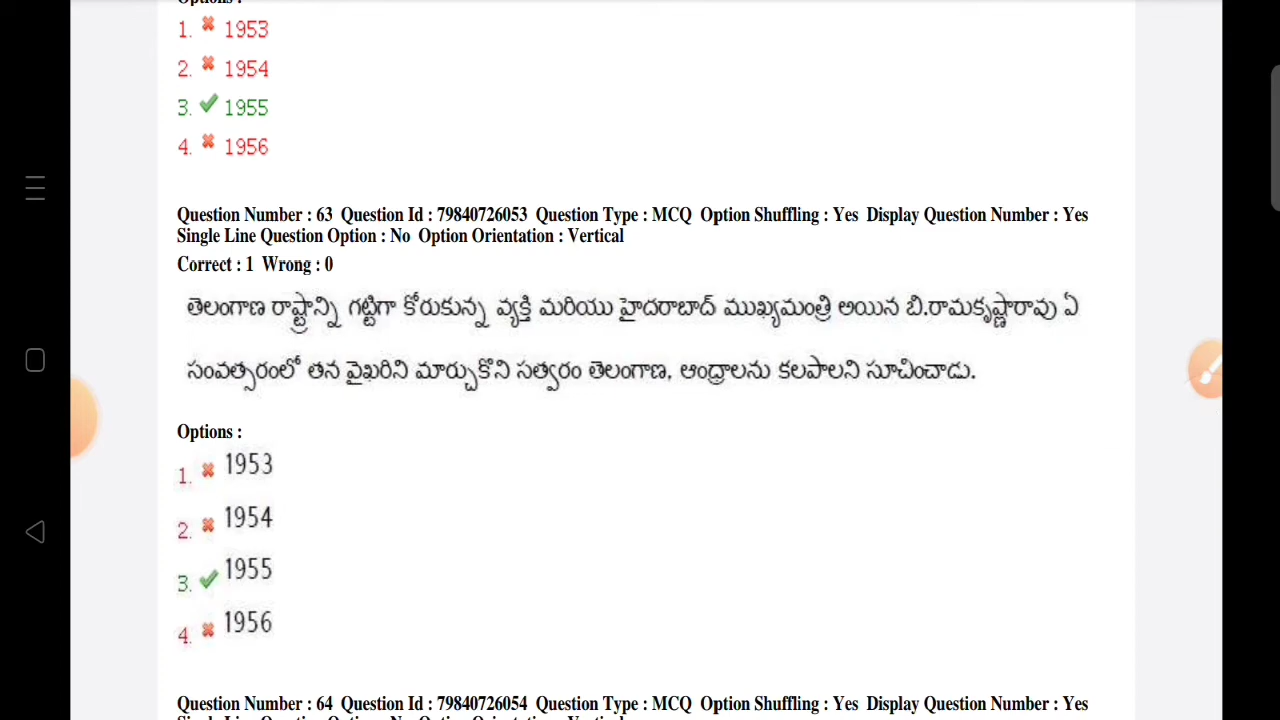 1. 1953
2. 1954
3. 1955
4. 1956
Question Number : 63 Question Id : 79840726053 Question Type : MCQ Option Shuffling : Yes Display Question Number : Yes
Single Line Question Option : No Option Orientation : Vertical
Correct : 1 Wrong : 0
తెలంగాణ రాష్ట్రాన్ని గట్టిగా కోరుకున్న వ్యక్తి మరియు హైదరాబాద్ ముఖ్యమంత్రి అయిన బి.రామకృష్ణారావు ఏ
సంవత్సరంలో తన వైఖరిని మార్చుకొని సత్వరం తెలంగాణ, ఆంధ్రాలను కలపాలని సూచించాడు.
Options :
1. 1953
2. 1954
3. 1955
4. 1956
Question Number : 64 Question Id : 79840726054 Question Type : MCQ Option Shuffling : Yes Display Question Number : Yes